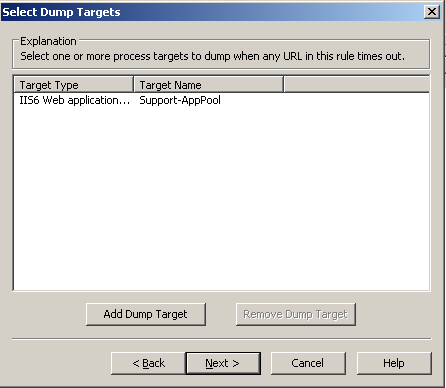 Select Dump Targets
Explanation
Select one or more process targets to dump when any URL in this rule times out.
Target Type Target Name
IIS6 Web application... Support-AppPool
Add Dump Target Remove Dump Target
< Back Next > Cancel Help